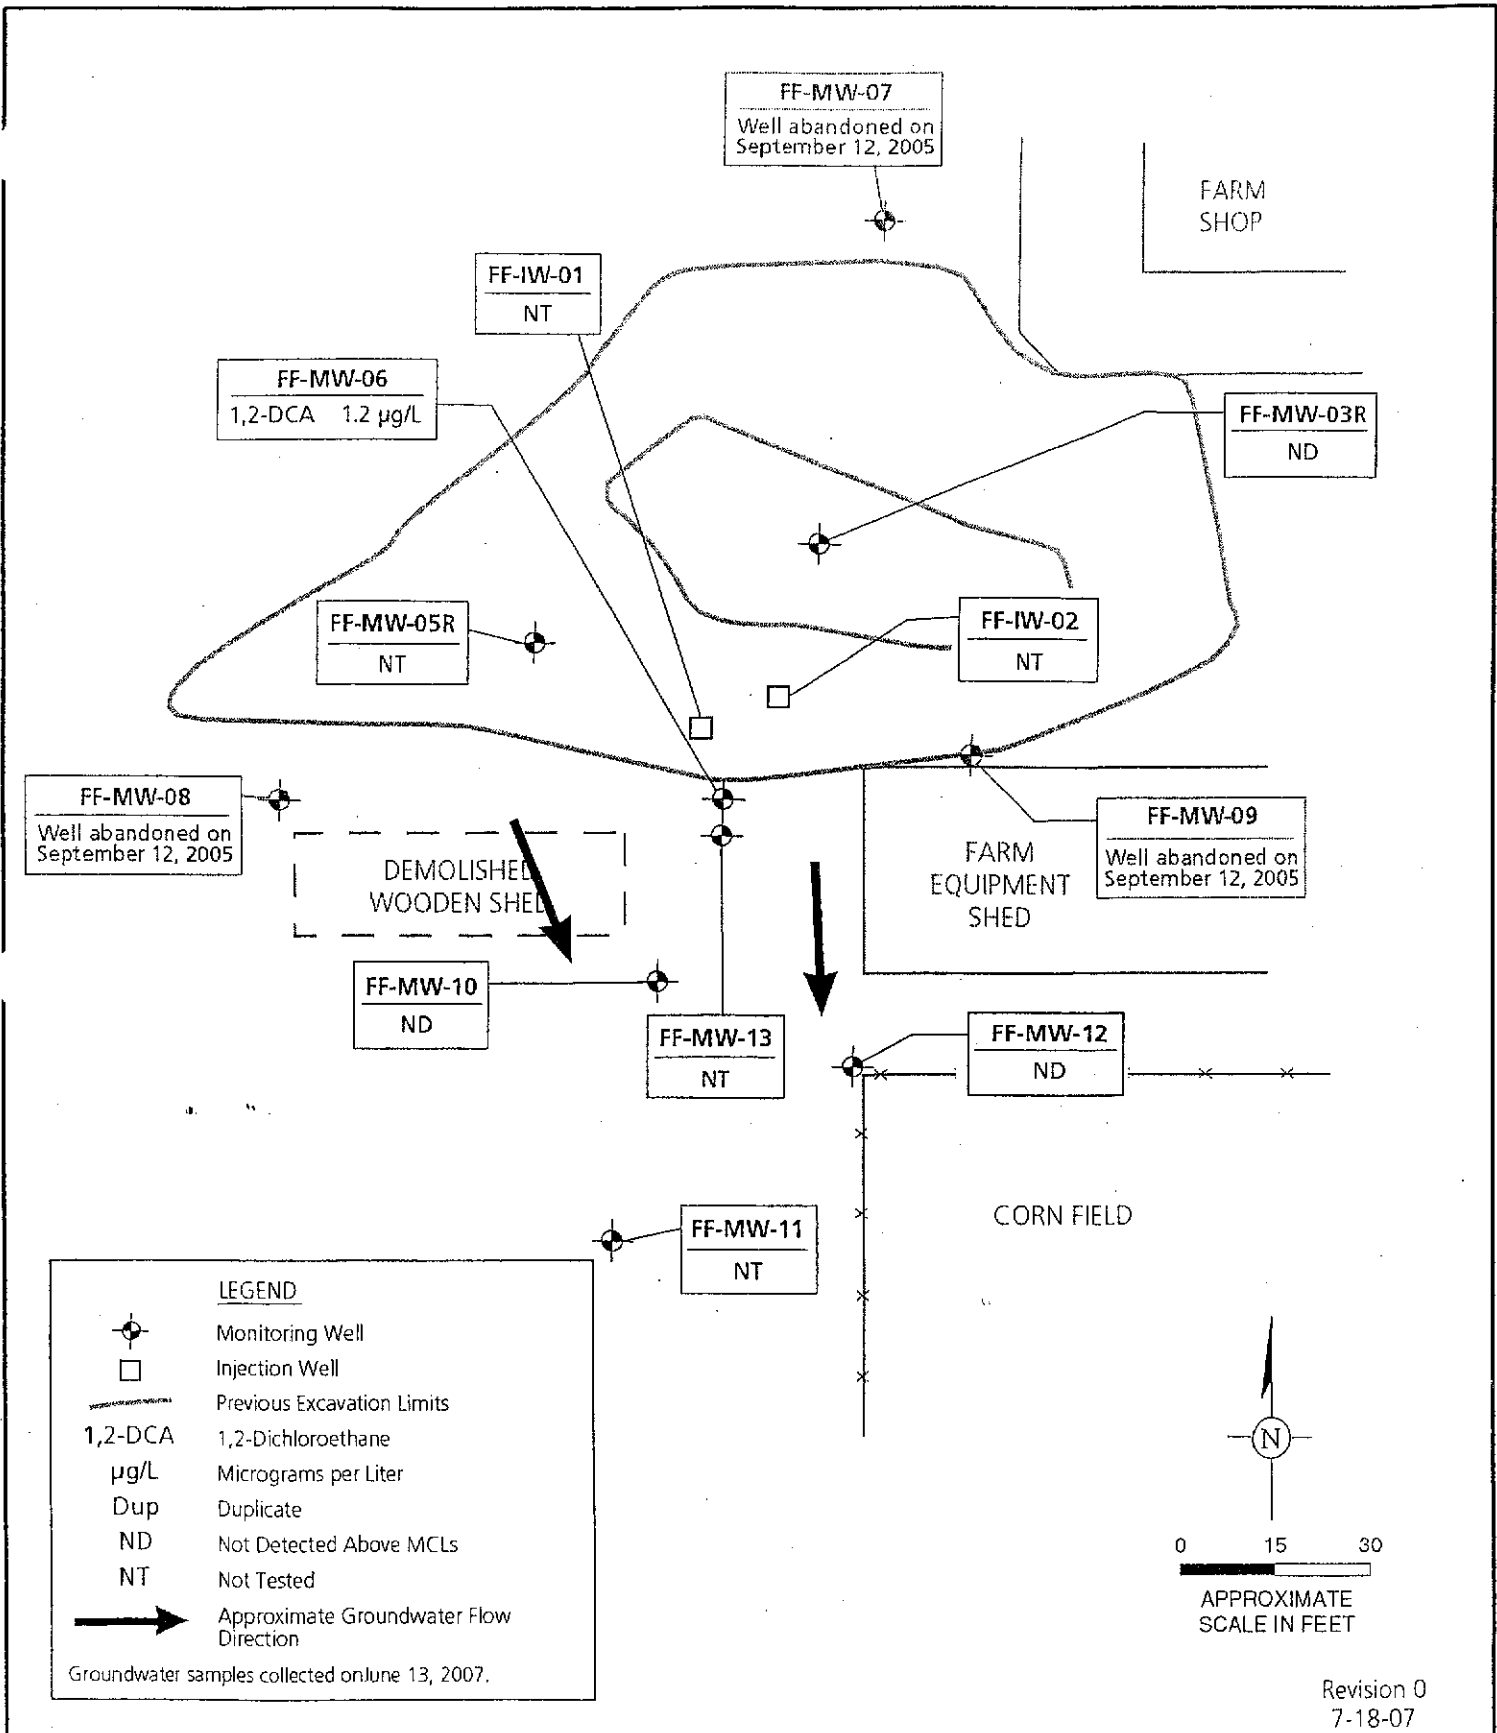 FF-MW-07
Well abandoned on
September 12, 2005
FARM
SHOP
FF-IW-01
NT
FF-MW-06
1,2-DCA 1.2 µg/L
FF-MW-03R
ND
FF-MW-05R
NT
FF-IW-02
NT
FF-MW-08
Well abandoned on
September 12, 2005
DEMOLISHED
WOODEN SHED
FARM
EQUIPMENT
SHED
FF-MW-09
Well abandoned on
September 12, 2005
FF-MW-10
ND
FF-MW-13
NT
FF-MW-12
ND
FF-MW-11
NT
CORN FIELD
LEGEND
Monitoring Well
Injection Well
Previous Excavation Limits
1,2-DCA 1,2-Dichloroethane
µg/L Micrograms per Liter
Dup Duplicate
ND Not Detected Above MCLs
NT Not Tested
Approximate Groundwater Flow
Direction
Groundwater samples collected onJune 13, 2007.
N
0 15 30
APPROXIMATE
SCALE IN FEET
Revision 0
7-18-07